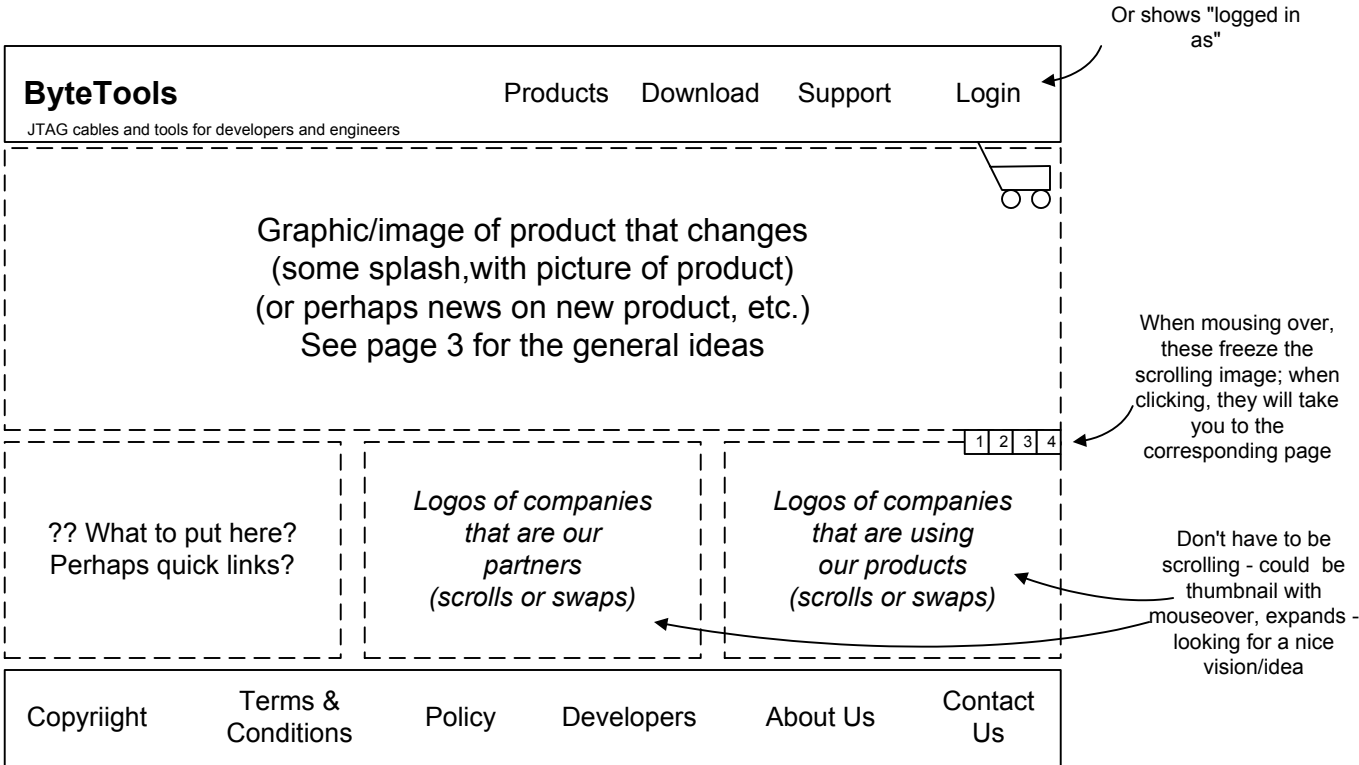 Or shows "logged in
as"
ByteTools
Products Download Support Login
JTAG cables and tools for developers and engineers
Graphic/image of product that changes
(some splash,with picture of product)
(or perhaps news on new product, etc.)
See page 3 for the general ideas
When mousing over,
these freeze the
scrolling image; when
clicking, they will take
you to the
corresponding page
1 2 3 4
?? What to put here?
Perhaps quick links?
Logos of companies
that are our
partners
(scrolls or swaps)
Logos of companies
that are using
our products
(scrolls or swaps)
Don't have to be
scrolling - could be
thumbnail with
mouseover, expands -
looking for a nice
vision/idea
Copyriight
Terms &
Conditions
Policy
Developers
About Us
Contact
Us